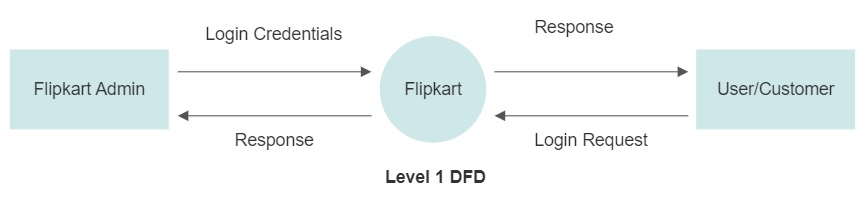 Login Credentials
Response
Flipkart Admin
Flipkart
User/Customer
Response
Login Request
Level 1 DFD